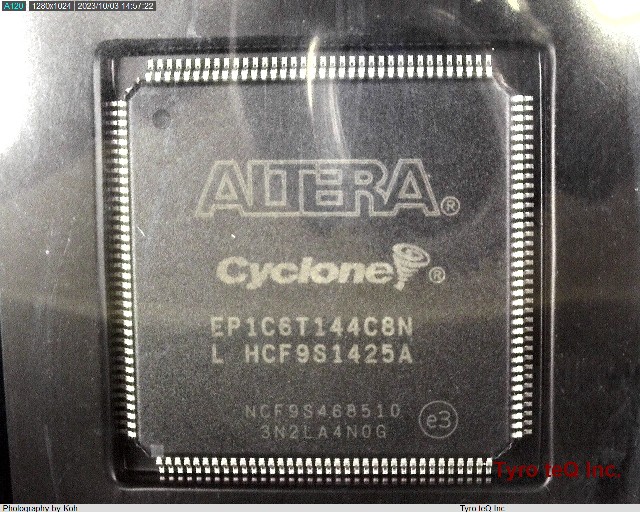 A120 1280x1024 2023/10/03 14:57:22
ALTERA®
Cyclone®
EP1C6T144C8N
L HCF9S1425A
NCF9S468510
3N2LA4N0G
e3
Tyro teQ Inc.
Photography by Koh
Tyro teQ Inc.